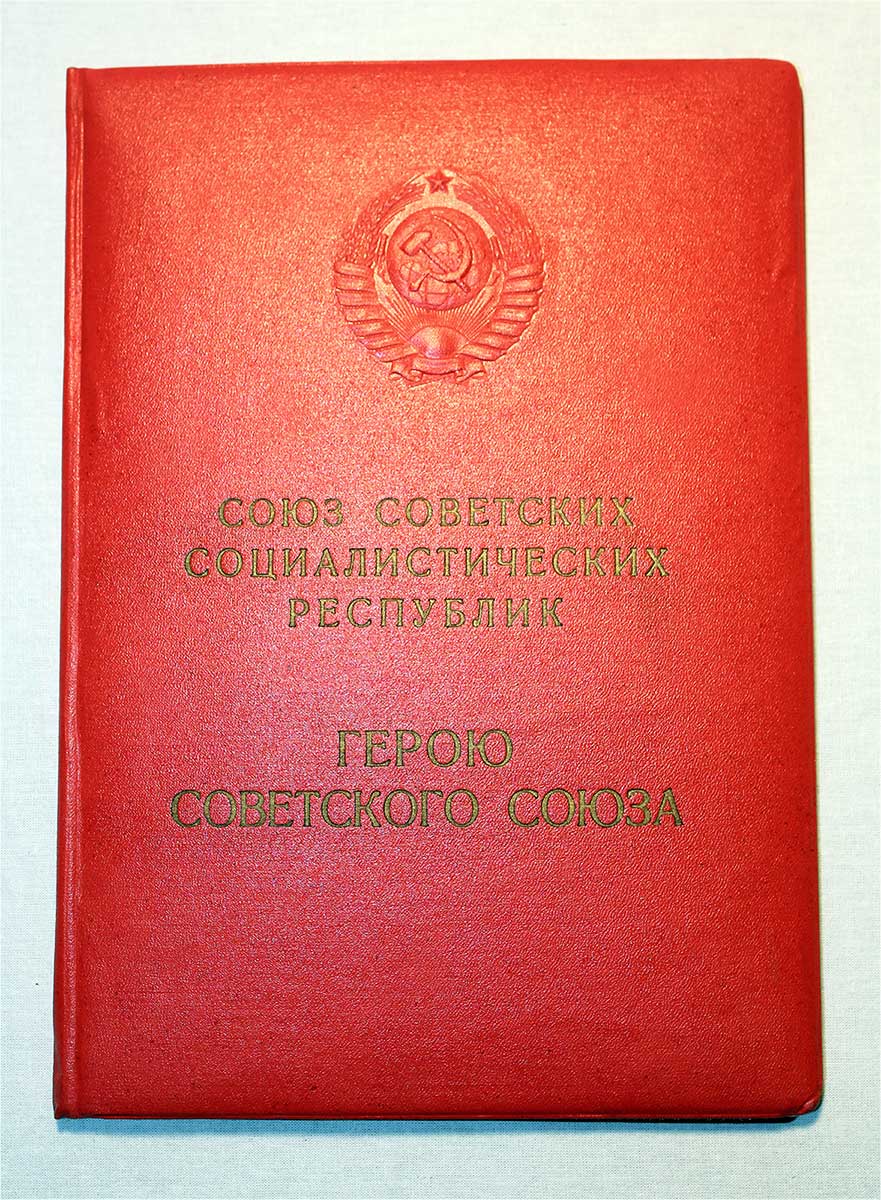 СОЮЗ СОВЕТСКИХ
СОЦИАЛИСТИЧЕСКИХ
РЕСПУБЛИК
ГЕРОЮ
СОВЕТСКОГО СОЮЗА